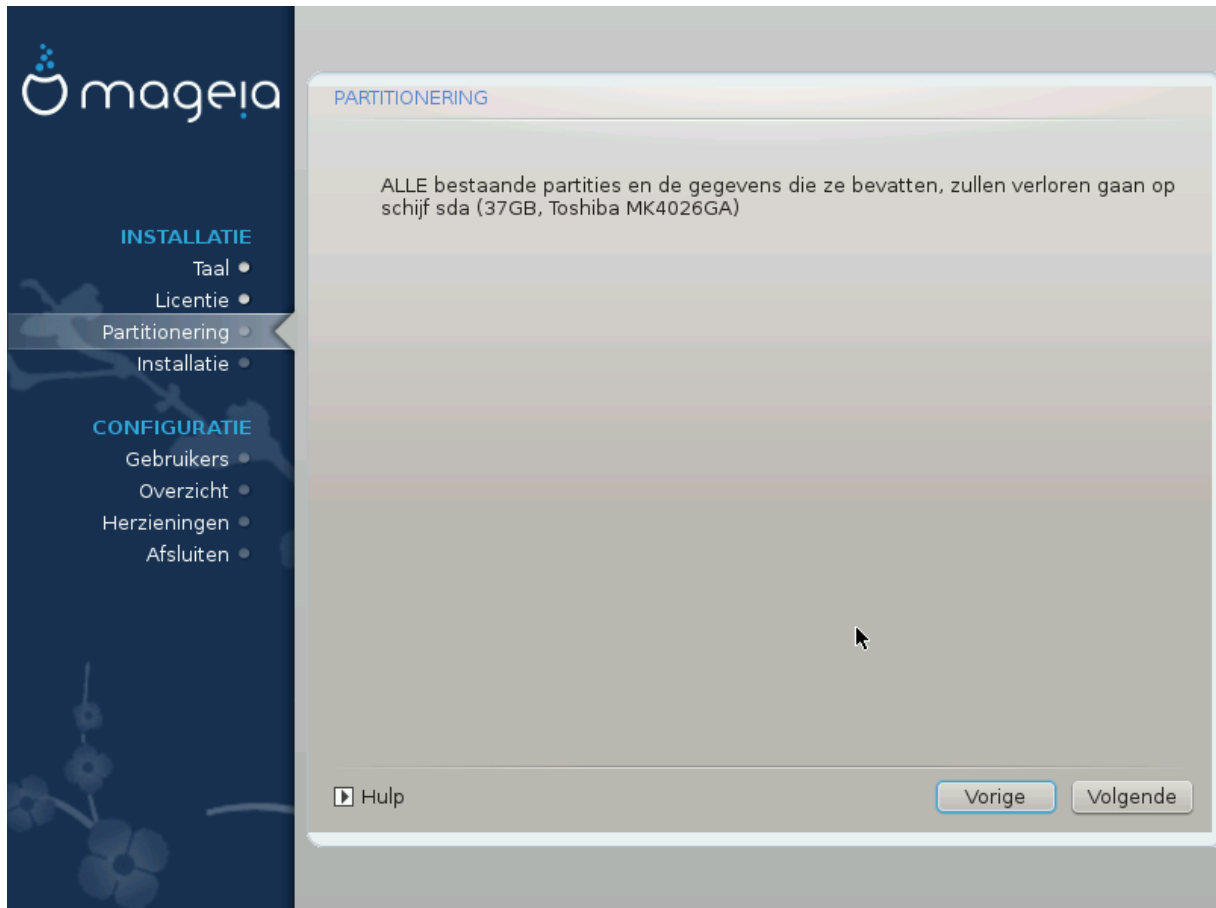 mageia
INSTALLATIE
Taal
Licentie
Partitionering
Installatie
CONFIGURATIE
Gebruikers
Overzicht
Herzieningen
Afsluiten
PARTITIONERING
ALLE bestaande partities en de gegevens die ze bevatten, zullen verloren gaan op
schijf sda (37GB, Toshiba MK4026GA)
Hulp
Vorige
Volgende